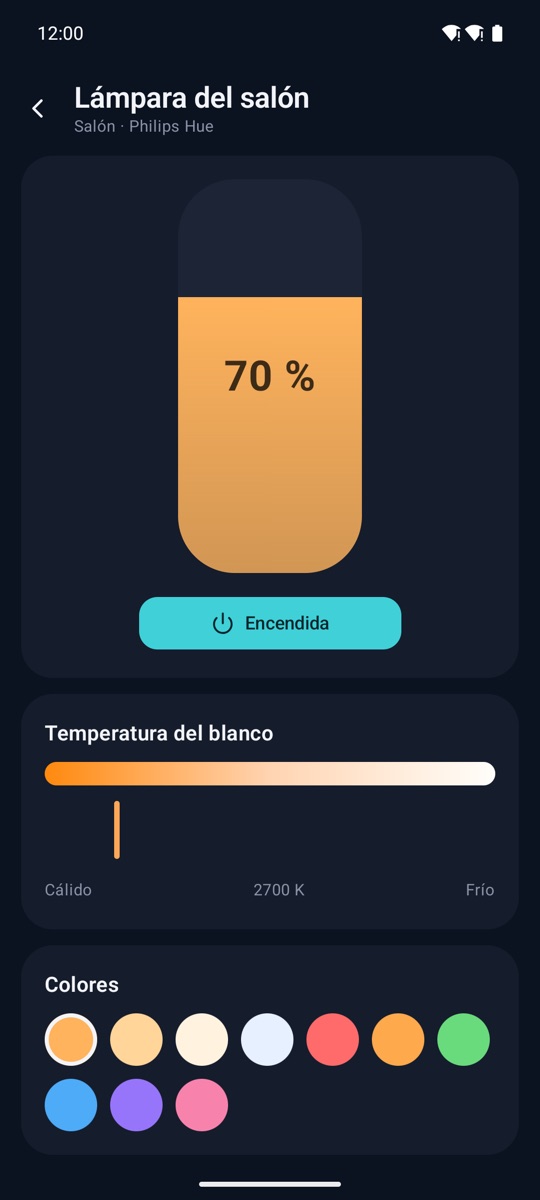 12:00
Lámpara del salón
Salón · Philips Hue
70 %
Encendida
Temperatura del blanco
Cálido 2700 K Frío
Colores